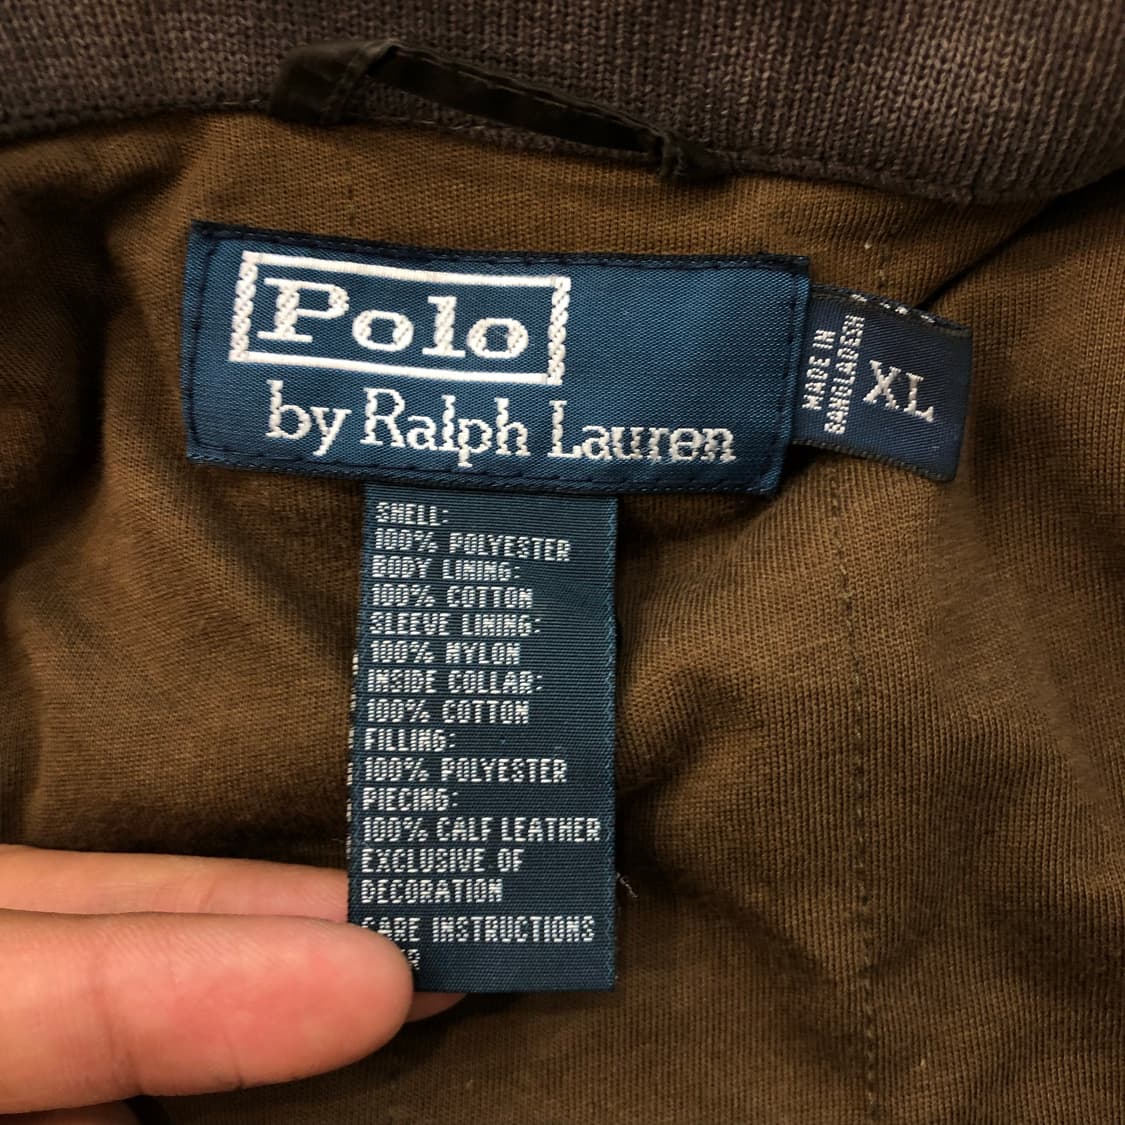 Polo
by Ralph Lauren
MADE IN
BANGLADESH
XL
SHELL:
100% POLYESTER
BODY LINING:
100% COTTON
SLEEVE LINING:
100% NYLON
INSIDE COLLAR:
100% COTTON
FILLING:
100% POLYESTER
PIECING:
100% CALF LEATHER
EXCLUSIVE OF
DECORATION
CARE INSTRUCTIONS